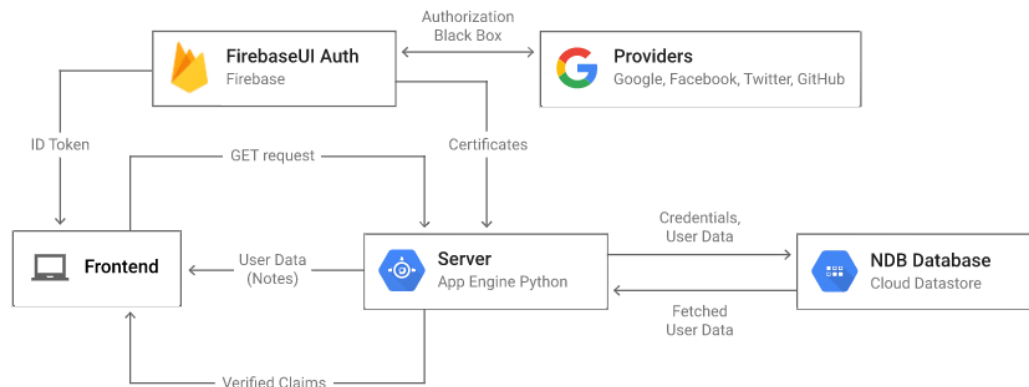 Authorization
Black Box
FirebaseUI Auth
Firebase
Providers
Google, Facebook, Twitter, GitHub
ID Token
GET request
Certificates
Credentials,
User Data
Frontend
User Data
(Notes)
Server
App Engine Python
NDB Database
Cloud Datastore
Fetched
User Data
Verified Claims